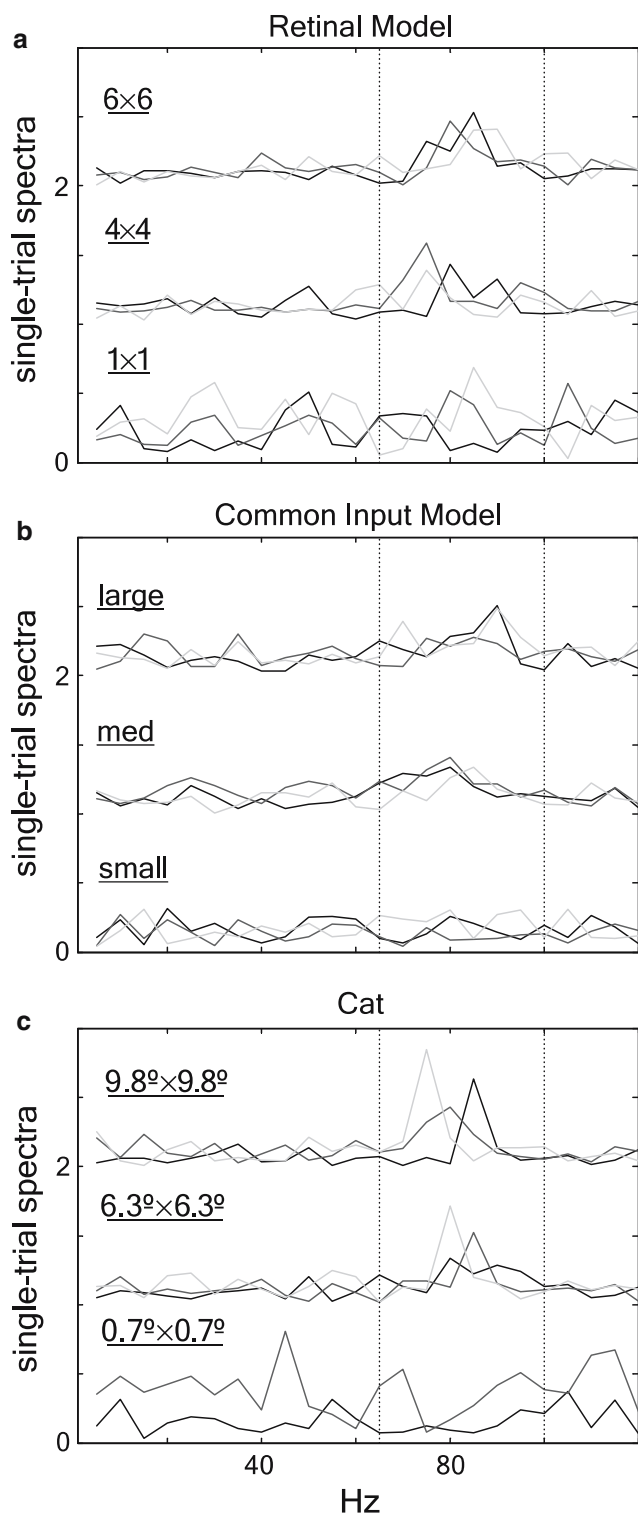 a
Retinal Model
single-trial spectra
6×6
2
4×4
1×1
0
b
Common Input Model
single-trial spectra
large
2
med
small
0
c
Cat
single-trial spectra
9.8º×9.8º
2
6.3º×6.3º
0.7º×0.7º
0
40
80
Hz